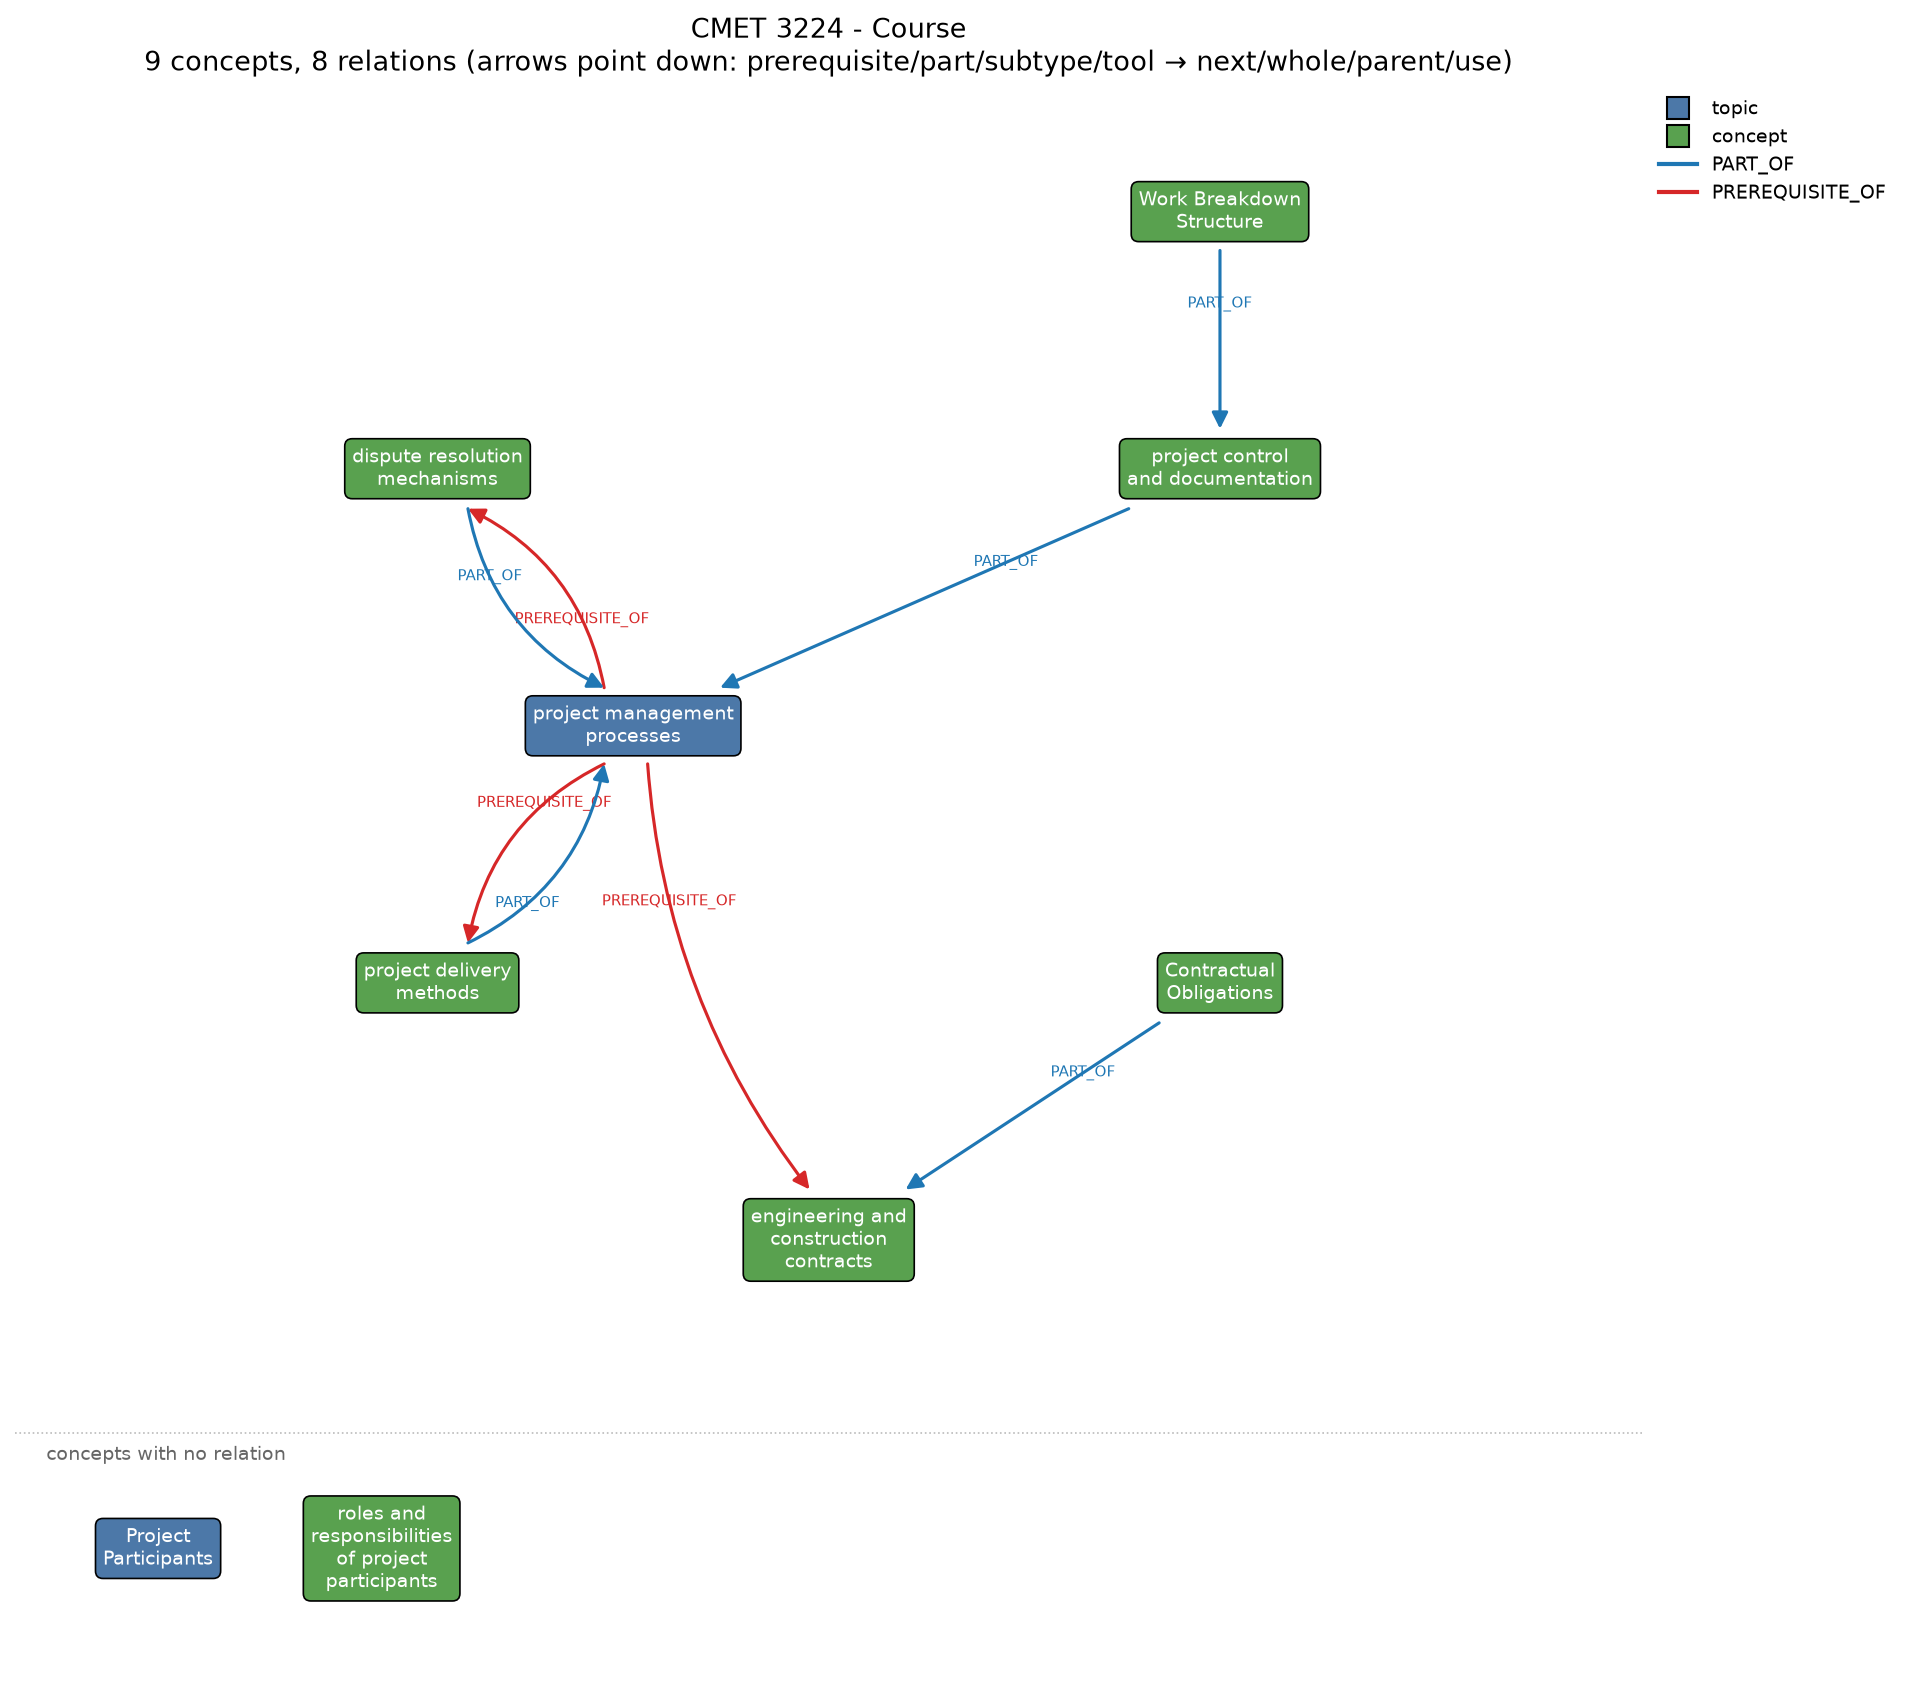 CMET 3224 - Course
9 concepts, 8 relations (arrows point down: prerequisite/part/subtype/tool → next/whole/parent/use)
topic
concept
PART_OF
PREREQUISITE_OF
Work Breakdown
Structure
PART_OF
dispute resolution
mechanisms
project control
and documentation
PART_OF
PART_OF
PREREQUISITE_OF
project management
processes
PREREQUISITE_OF
PART_OF
PREREQUISITE_OF
project delivery
methods
Contractual
Obligations
PART_OF
engineering and
construction
contracts
concepts with no relation
Project
Participants
roles and
responsibilities
of project
participants